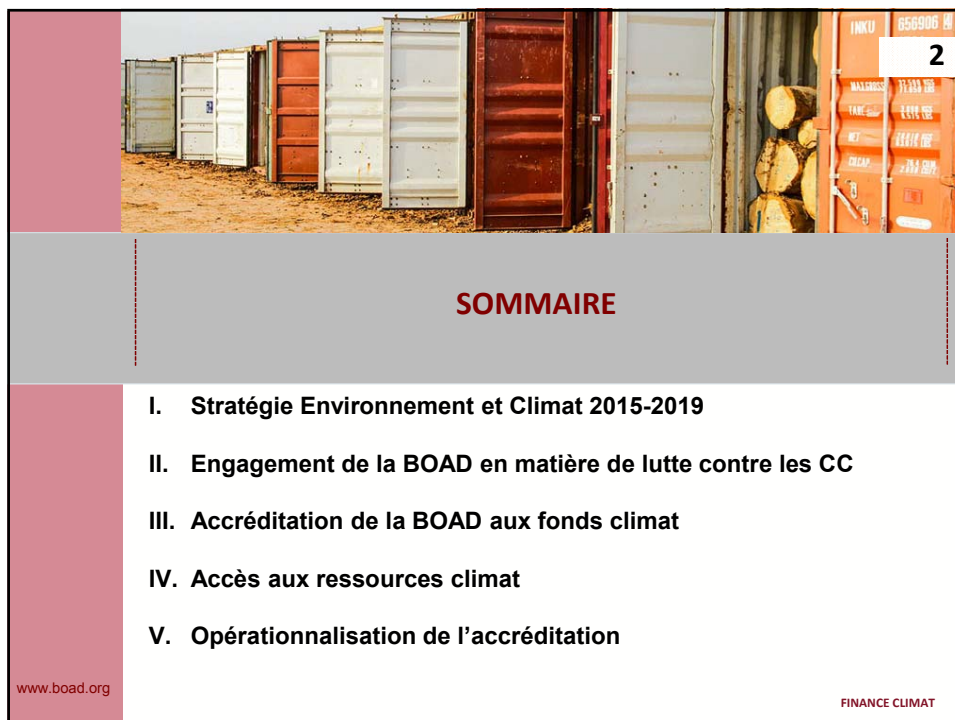 INKU 656906
2
SOMMAIRE
I. Stratégie Environnement et Climat 2015-2019
II. Engagement de la BOAD en matière de lutte contre les CC
III. Accréditation de la BOAD aux fonds climat
IV. Accès aux ressources climat
V. Opérationnalisation de l’accréditation
www.boad.org
FINANCE CLIMAT